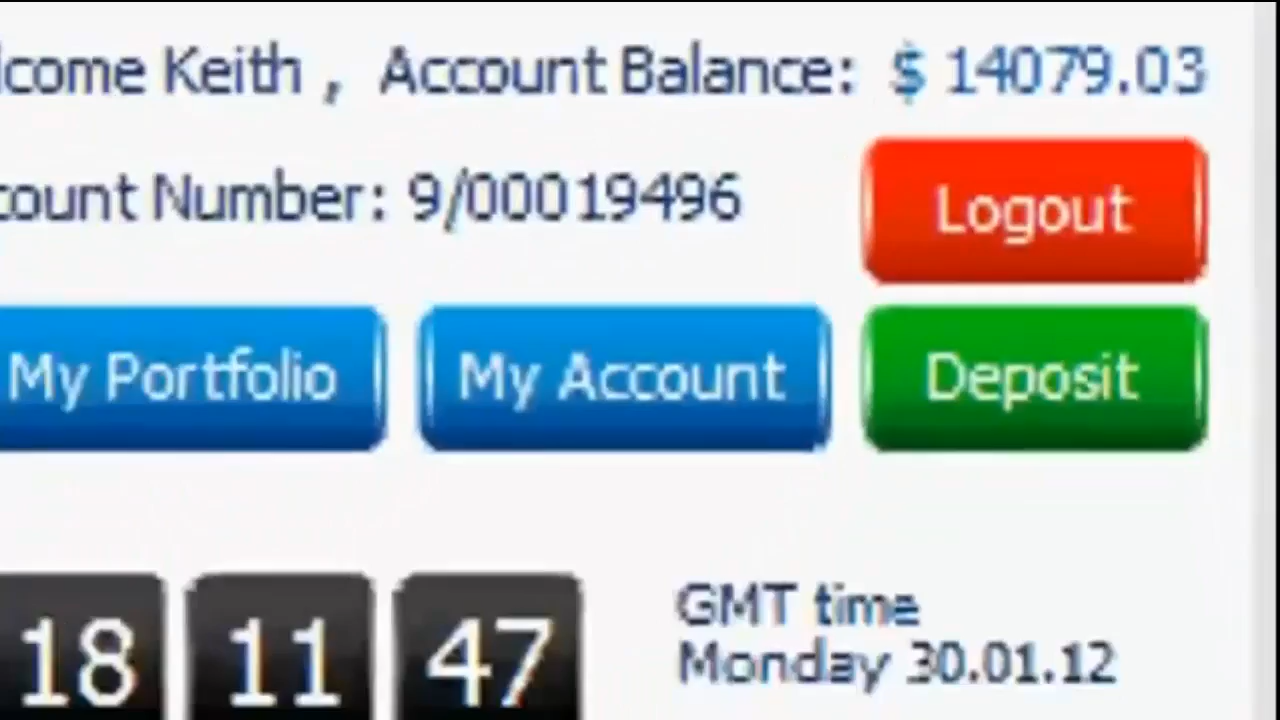 lcome Keith , Account Balance: $ 14079.03
count Number: 9/00019496
Logout
My Portfolio My Account Deposit
18 11 47
GMT time
Monday 30.01.12